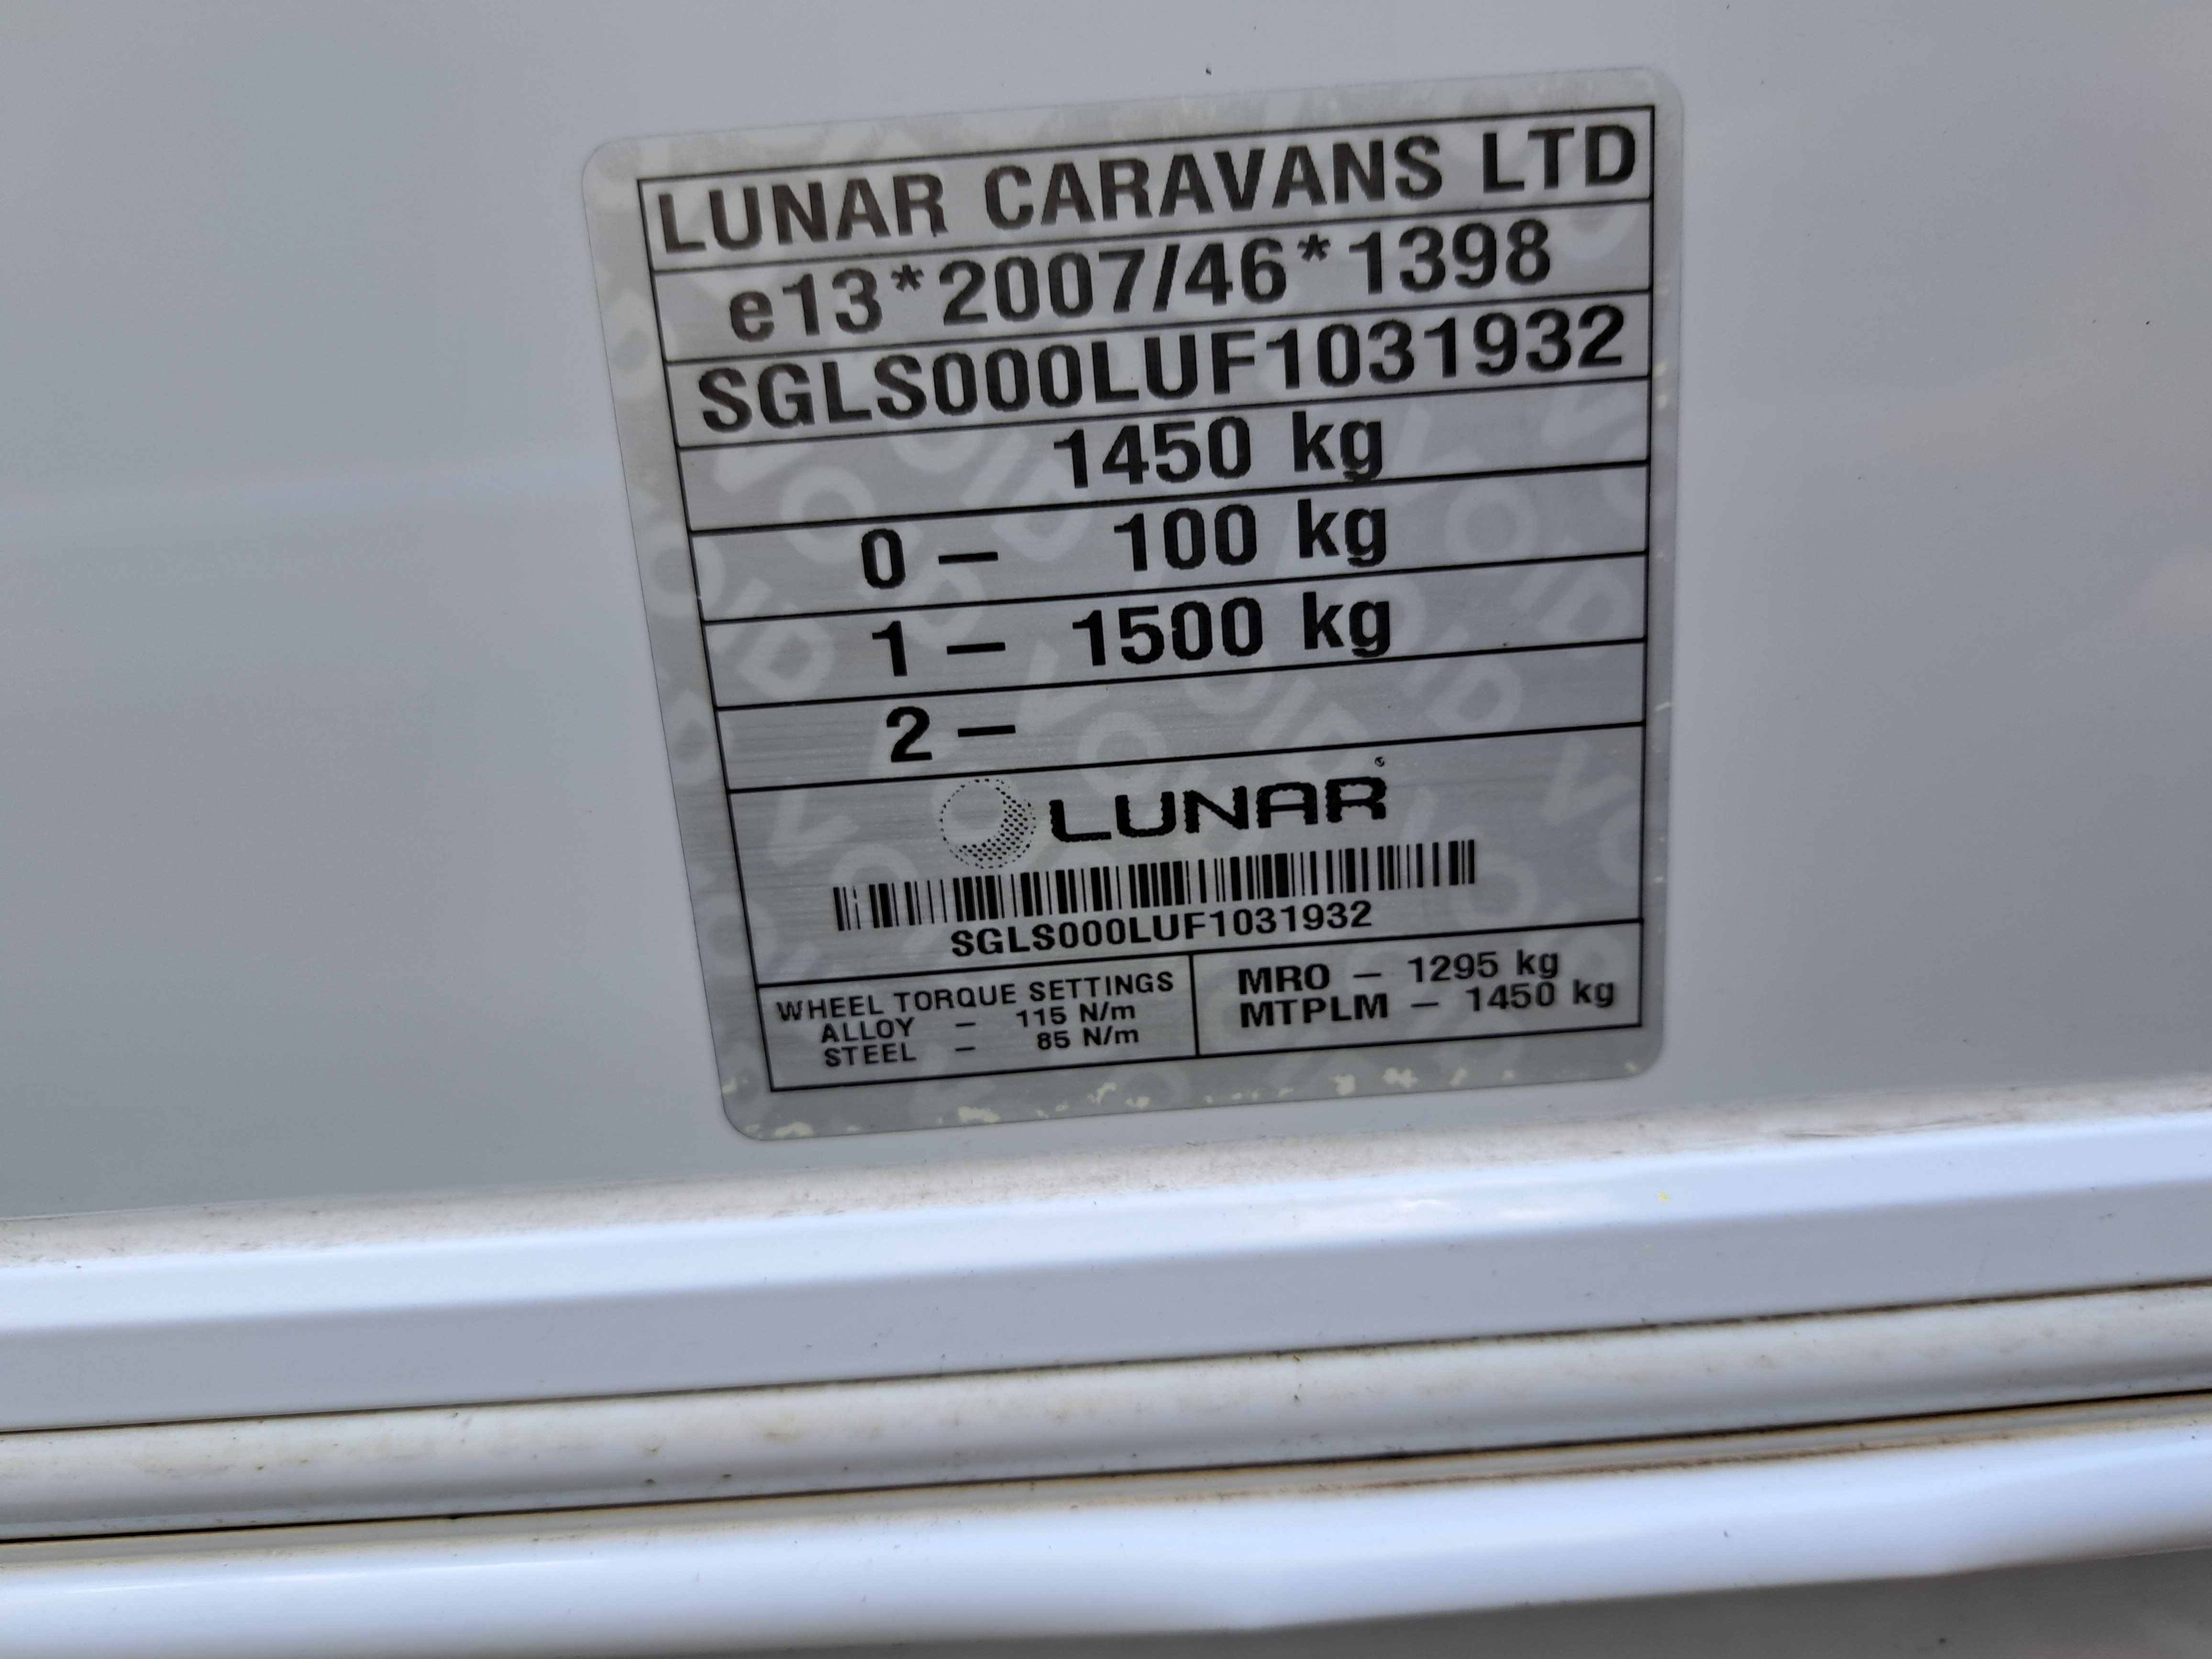 LUNAR CARAVANS LTD
e13*2007/46*1398
SGLS000LUF1031932
1450 kg
0 – 100 kg
1 – 1500 kg
2 –
LUNAR
SGLS000LUF1031932
WHEEL TORQUE SETTINGS
ALLOY – 115 N/m
STEEL – 85 N/m
MRO – 1295 kg
MTPLM – 1450 kg